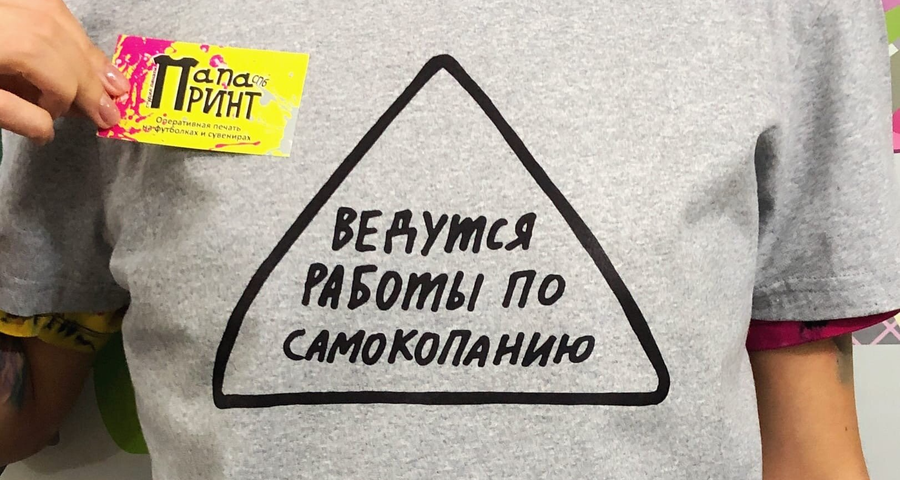 Папа СПб
ПРИНТ
Оперативная печать
на футболках и сувенирах
ВЕДУТСЯ
РАБОТЫ ПО
САМОКОПАНИЮ